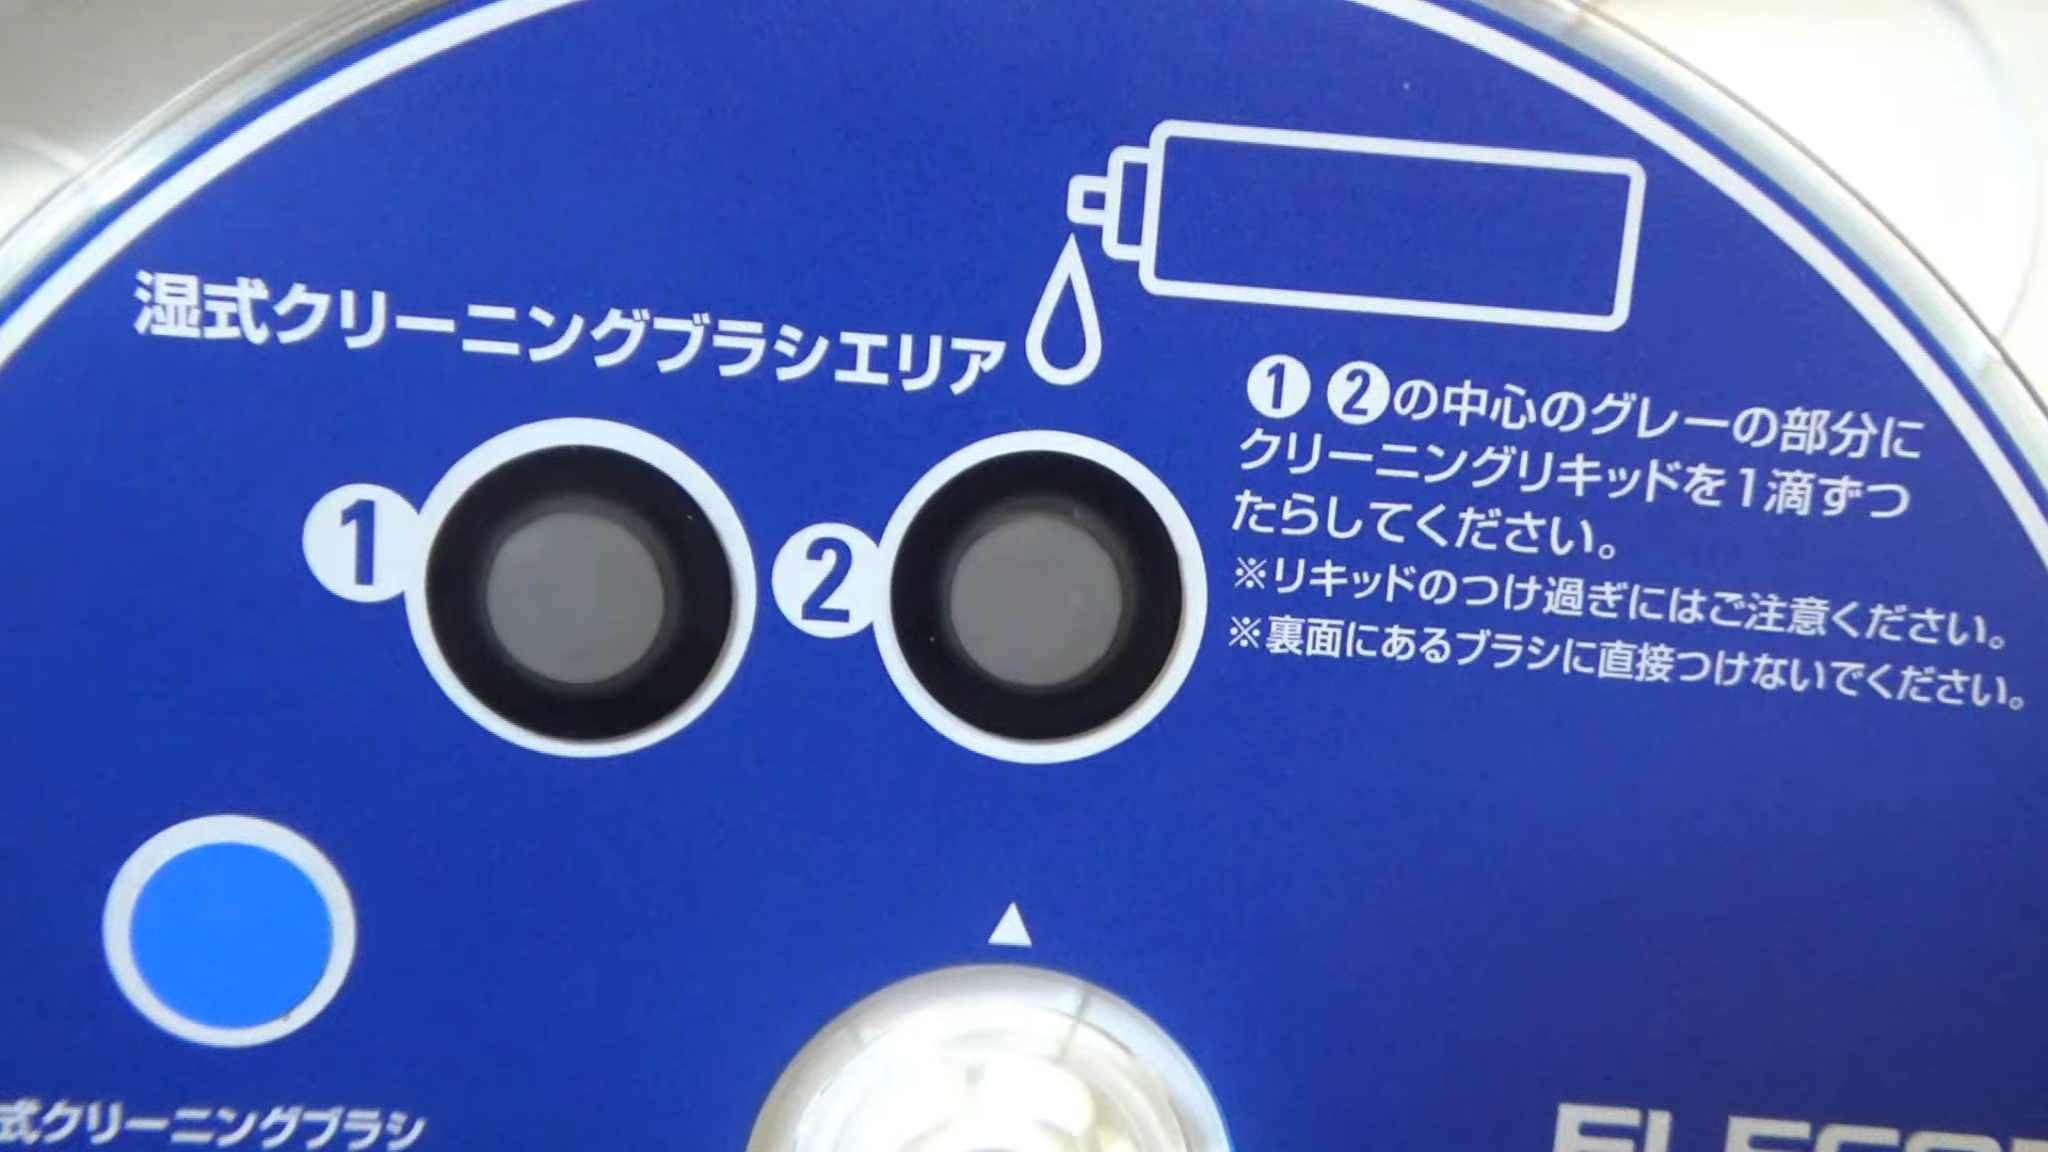 湿式クリーニングブラシエリア
❶ ❷の中心のグレーの部分に
クリーニングリキッドを1滴ずつ
たらしてください。
※リキッドのつけ過ぎにはご注意ください。
※裏面にあるブラシに直接つけないでください。
❶
❷
▲
式クリーニングブラシ
ELECO